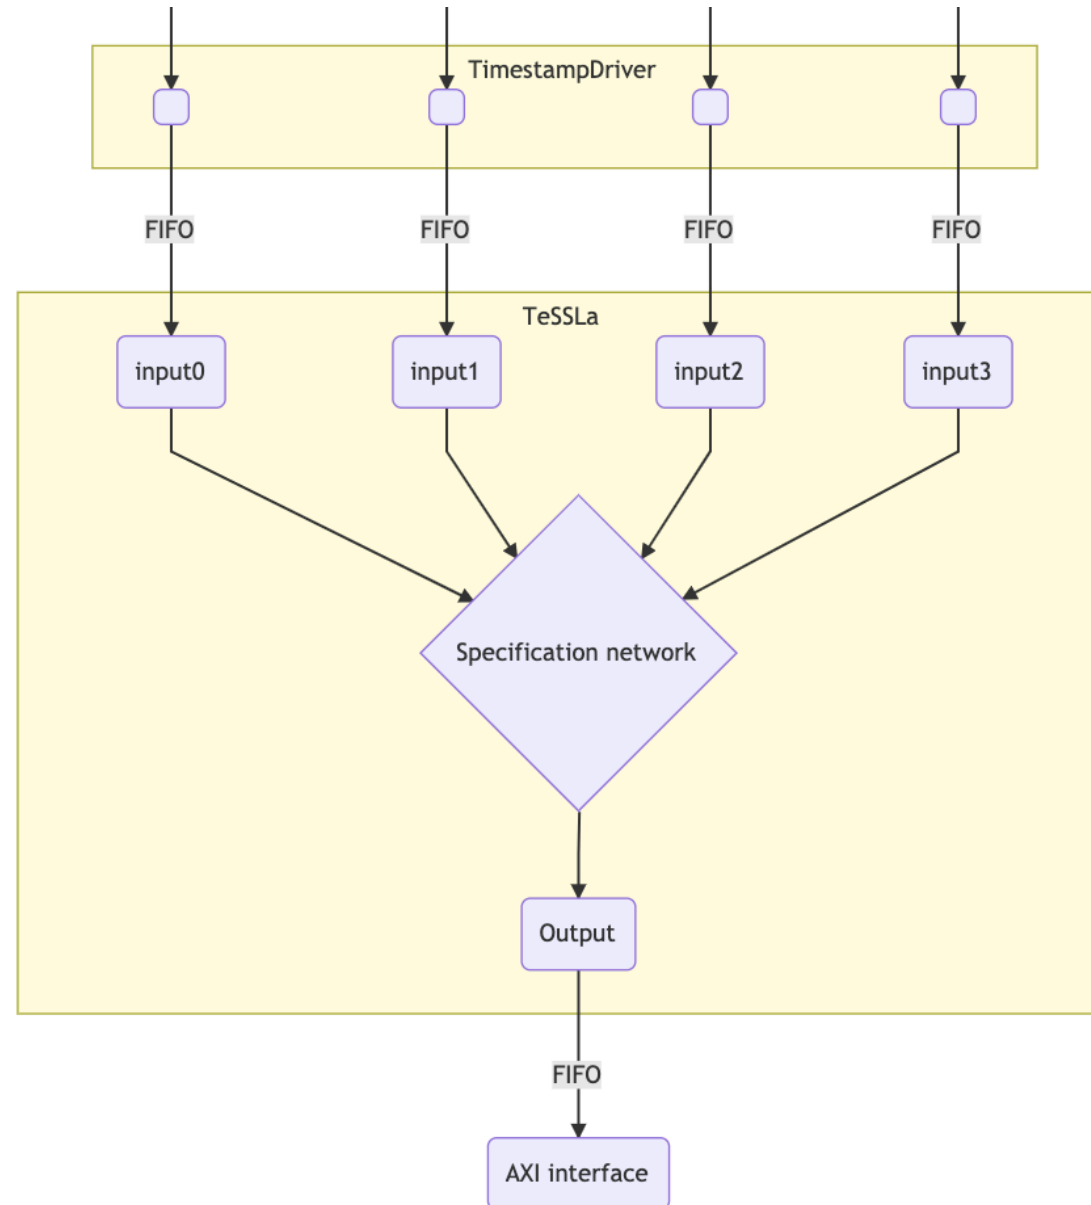 TimestampDriver
FIFO
FIFO
FIFO
FIFO
TeSSLa
input0
input1
input2
input3
Specification network
Output
FIFO
AXI interface